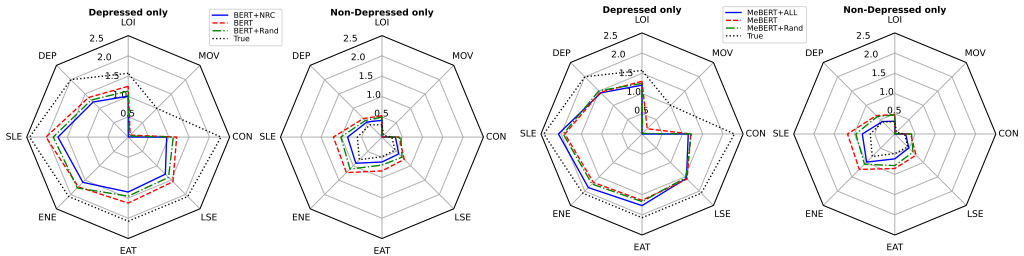 Depressed only
LOI
MOV
CON
LSE
EAT
ENE
SLE
DEP
0.5
1.0
1.5
2.0
2.5
BERT+NRC
BERT
BERT+Rand
True
Non-Depressed only
LOI
MOV
CON
LSE
EAT
ENE
SLE
DEP
0.5
1.0
1.5
2.0
2.5
Depressed only
LOI
MOV
CON
LSE
EAT
ENE
SLE
DEP
0.5
1.0
1.5
2.0
2.5
MeBERT+ALL
MeBERT
MeBERT+Rand
True
Non-Depressed only
LOI
MOV
CON
LSE
EAT
ENE
SLE
DEP
0.5
1.0
1.5
2.0
2.5